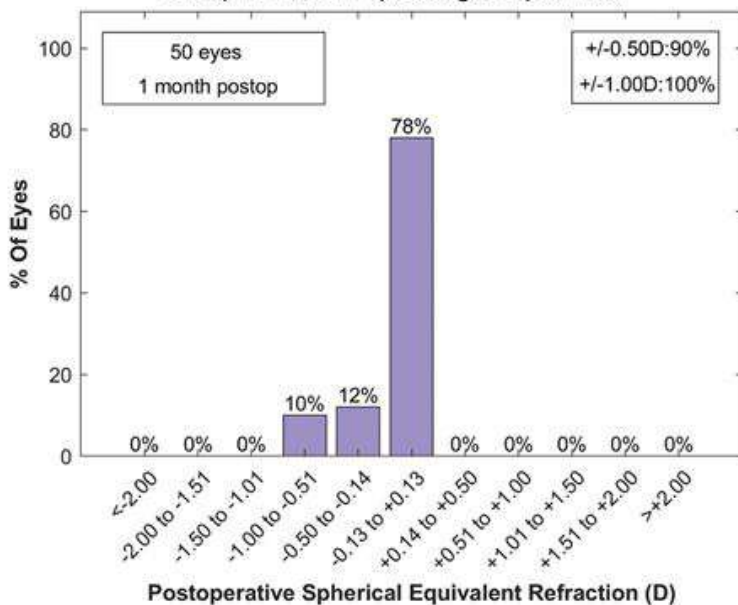 50 eyes
1 month postop
+/-0.50D:90%
+/-1.00D:100%
100
80
60
40
20
0
% Of Eyes
0%
0%
0%
10%
12%
78%
0%
0%
0%
0%
0%
<-2.00
-2.00 to -1.51
-1.50 to -1.01
-1.00 to -0.51
-0.50 to -0.14
-0.13 to +0.13
+0.14 to +0.50
+0.51 to +1.00
+1.01 to +1.50
+1.51 to +2.00
>+2.00
Postoperative Spherical Equivalent Refraction (D)